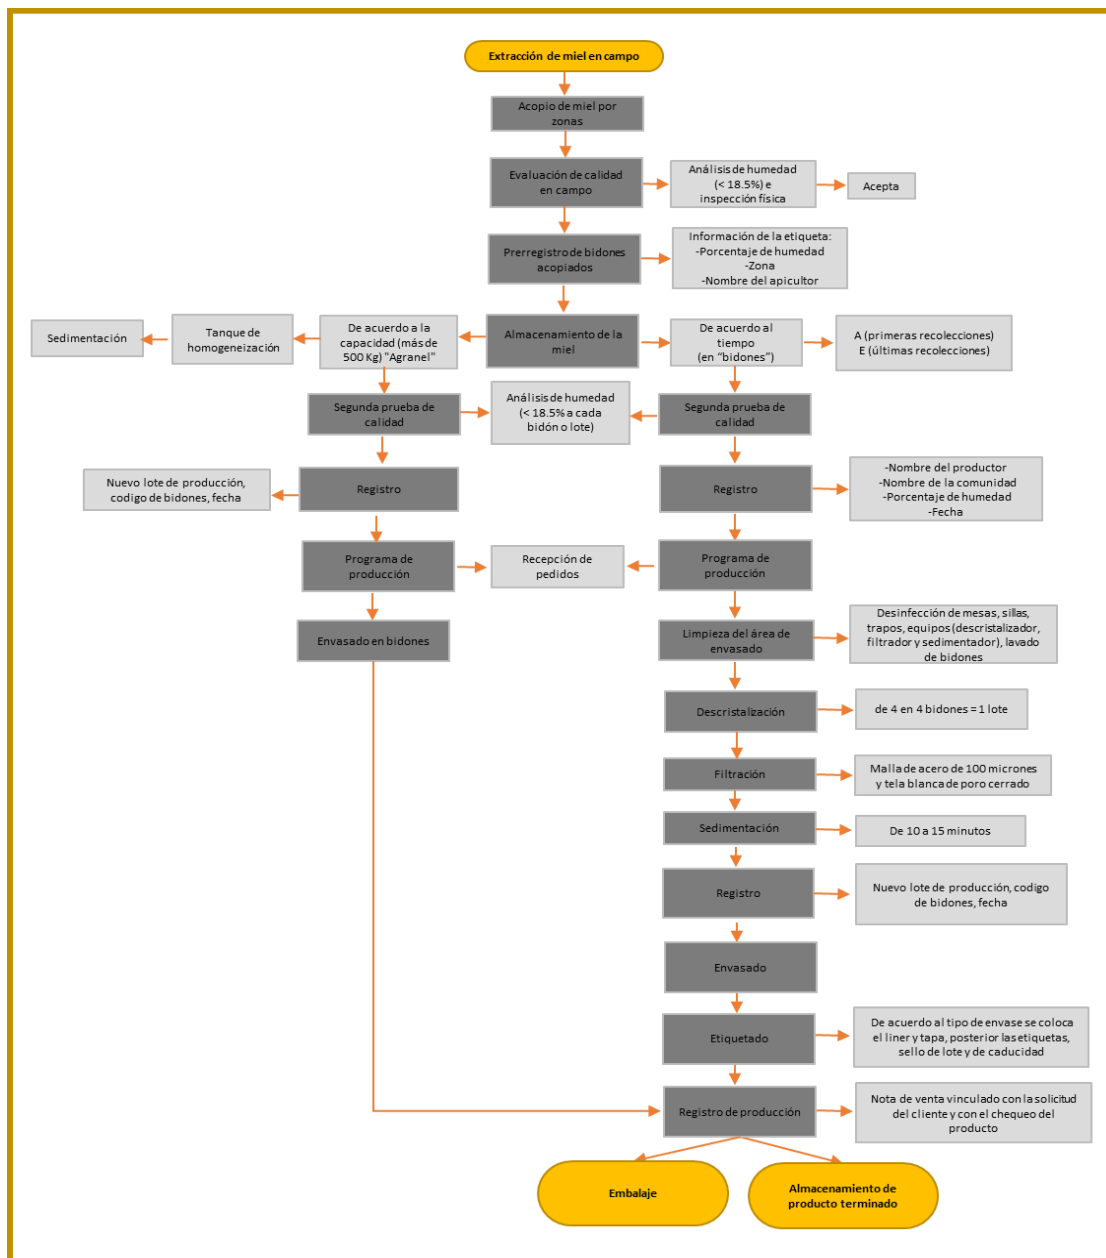 Extracción de miel en campo
Acopio de miel por
zonas
Evaluación de calidad
en campo
Análisis de humedad
(< 18.5%) e
inspección física
Acepta
Prerregistro de bidones
acopiados
Información de la etiqueta:
-Porcentaje de humedad
-Zona
-Nombre del apicultor
Sedimentación
Tanque de
homogeneización
De acuerdo a la
capacidad (más de
500 Kg) "Agranel"
Almacenamiento de la
miel
De acuerdo al
tiempo
(en “bidones”)
A (primeras recolecciones)
E (últimas recolecciones)
Segunda prueba de
calidad
Análisis de humedad
(< 18.5% a cada
bidón o lote)
Segunda prueba de
calidad
Nuevo lote de producción,
codigo de bidones, fecha
Registro
Registro
-Nombre del productor
-Nombre de la comunidad
-Porcentaje de humedad
-Fecha
Programa de
producción
Recepción de
pedidos
Programa de
producción
Envasado en bidones
Limpieza del área de
envasado
Desinfección de mesas, sillas,
trapos, equipos (descristalizador,
filtrador y sedimentador), lavado
de bidones
Descristalización
de 4 en 4 bidones = 1 lote
Filtración
Malla de acero de 100 micrones
y tela blanca de poro cerrado
Sedimentación
De 10 a 15 minutos
Registro
Nuevo lote de producción, codigo
de bidones, fecha
Envasado
Etiquetado
De acuerdo al tipo de envase se coloca
el liner y tapa, posterior las etiquetas,
sello de lote y de caducidad
Registro de producción
Nota de venta vinculado con la solicitud
del cliente y con el chequeo del
producto
Embalaje
Almacenamiento de
producto terminado